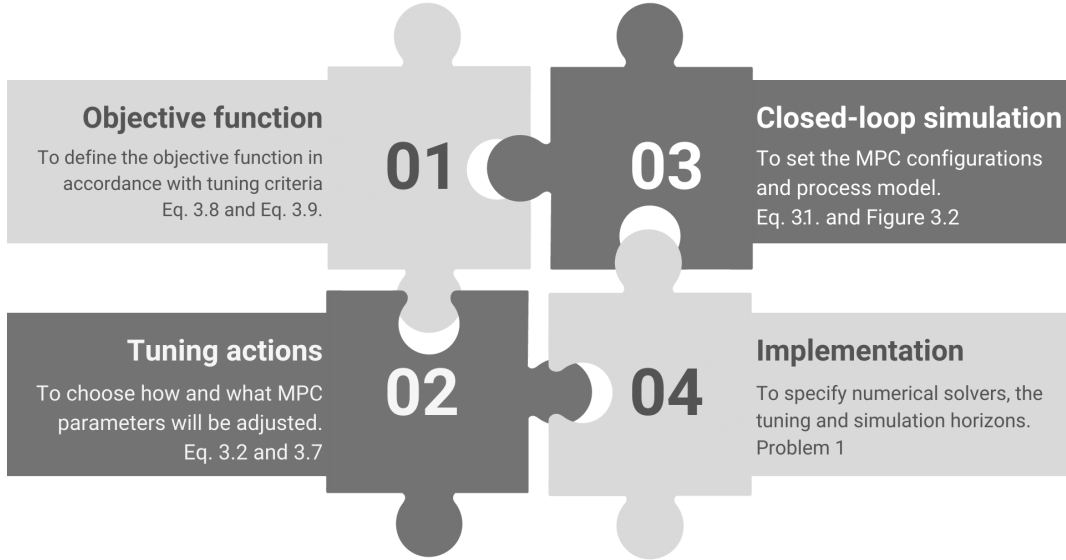 Objective function
To define the objective function in
accordance with tuning criteria
Eq. 3.8 and Eq. 3.9.
01
Tuning actions
To choose how and what MPC
parameters will be adjusted.
Eq. 3.2 and 3.7
02
03
Closed-loop simulation
To set the MPC configurations
and process model.
Eq. 3.1. and Figure 3.2
04
Implementation
To specify numerical solvers, the
tuning and simulation horizons.
Problem 1